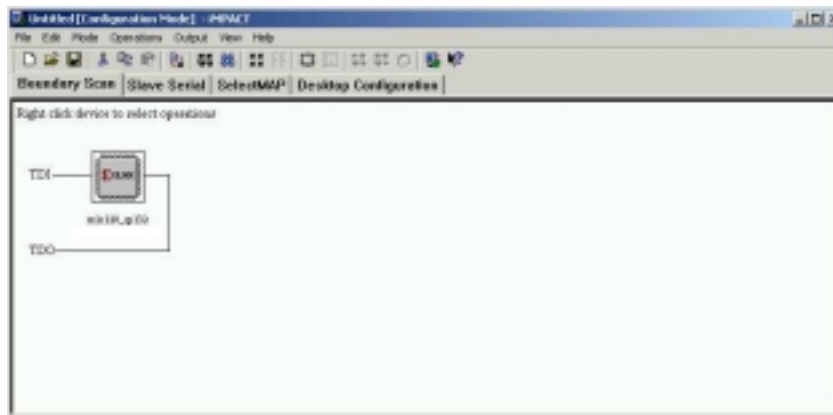 Untitled [Configuration Mode] - iMPACT
File Edit Mode Operations Output View Help
Boundary Scan Slave Serial SelectMAP Desktop Configuration
Right click device to select operations
TDI
XILINX
TDO